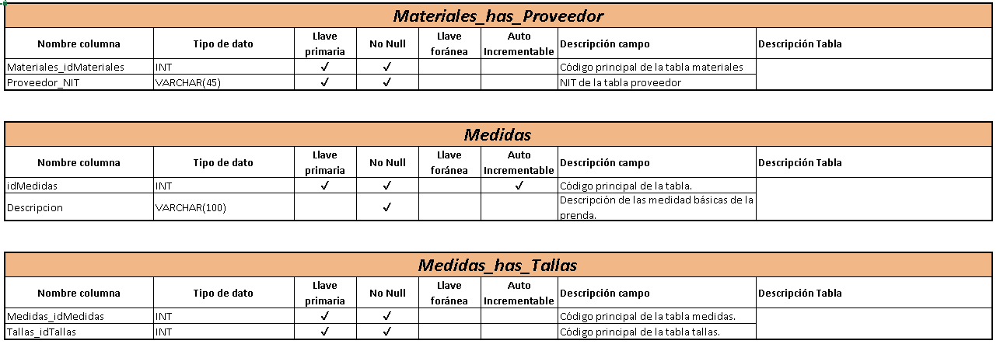 Materiales_has_Proveedor
Nombre columna Tipo de dato Llave primaria No Null Llave foránea Auto Incrementable Descripción campo Descripción Tabla
Materiales_idMateriales INT ✓ ✓ Código principal de la tabla materiales
Proveedor_NIT VARCHAR(45) ✓ ✓ NIT de la tabla proveedor
Medidas
Nombre columna Tipo de dato Llave primaria No Null Llave foránea Auto Incrementable Descripción campo Descripción Tabla
idMedidas INT ✓ ✓ ✓ Código principal de la tabla.
Descripcion VARCHAR(100) ✓ Descripción de las medidad básicas de la prenda.
Medidas_has_Tallas
Nombre columna Tipo de dato Llave primaria No Null Llave foránea Auto Incrementable Descripción campo Descripción Tabla
Medidas_idMedidas INT ✓ ✓ Código principal de la tabla medidas.
Tallas_idTallas INT ✓ ✓ Código principal de la tabla tallas.